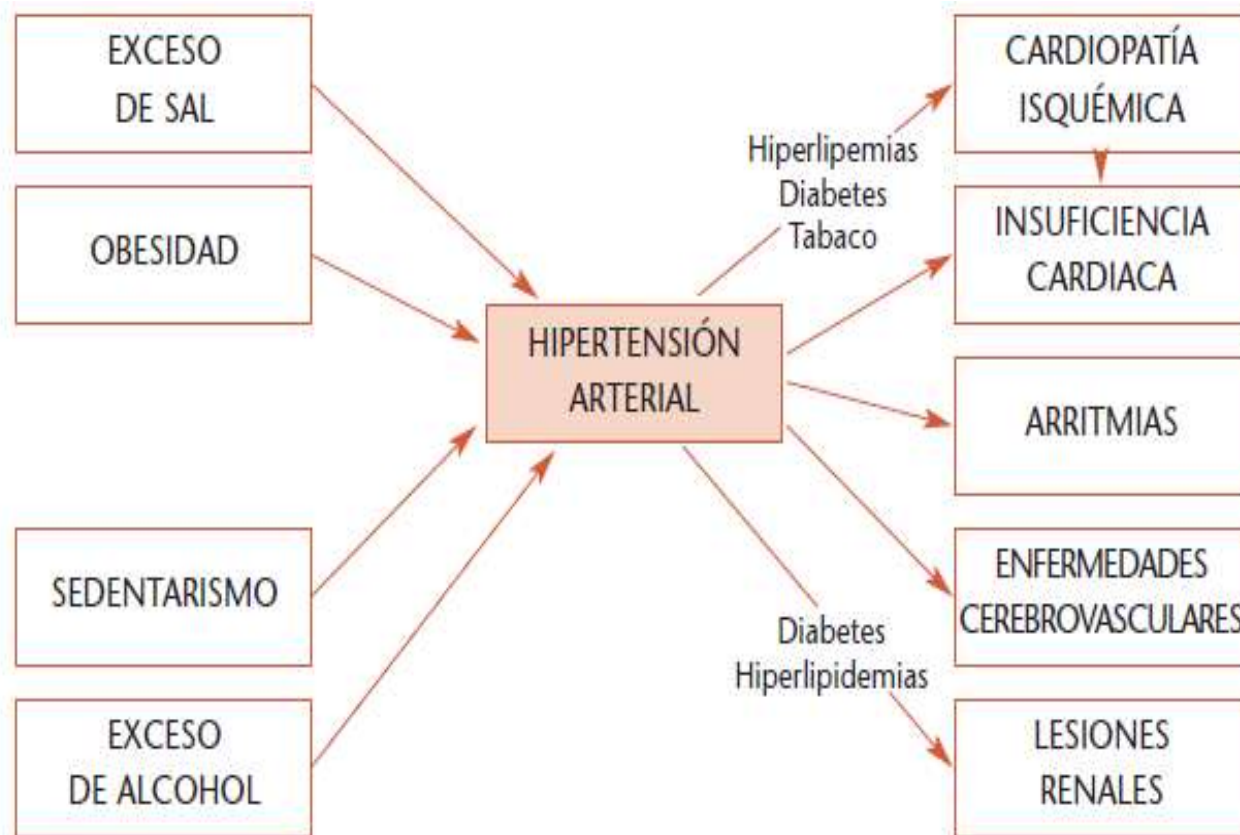 EXCESO
DE SAL
OBESIDAD
SEDENTARISMO
EXCESO
DE ALCOHOL
HIPERTENSIÓN
ARTERIAL
Hiperlipemias
Diabetes
Tabaco
Diabetes
Hiperlipidemias
CARDIOPATÍA
ISQUÉMICA
INSUFICIENCIA
CARDIACA
ARRITMIAS
ENFERMEDADES
CEREBROVASCULARES
LESIONES
RENALES